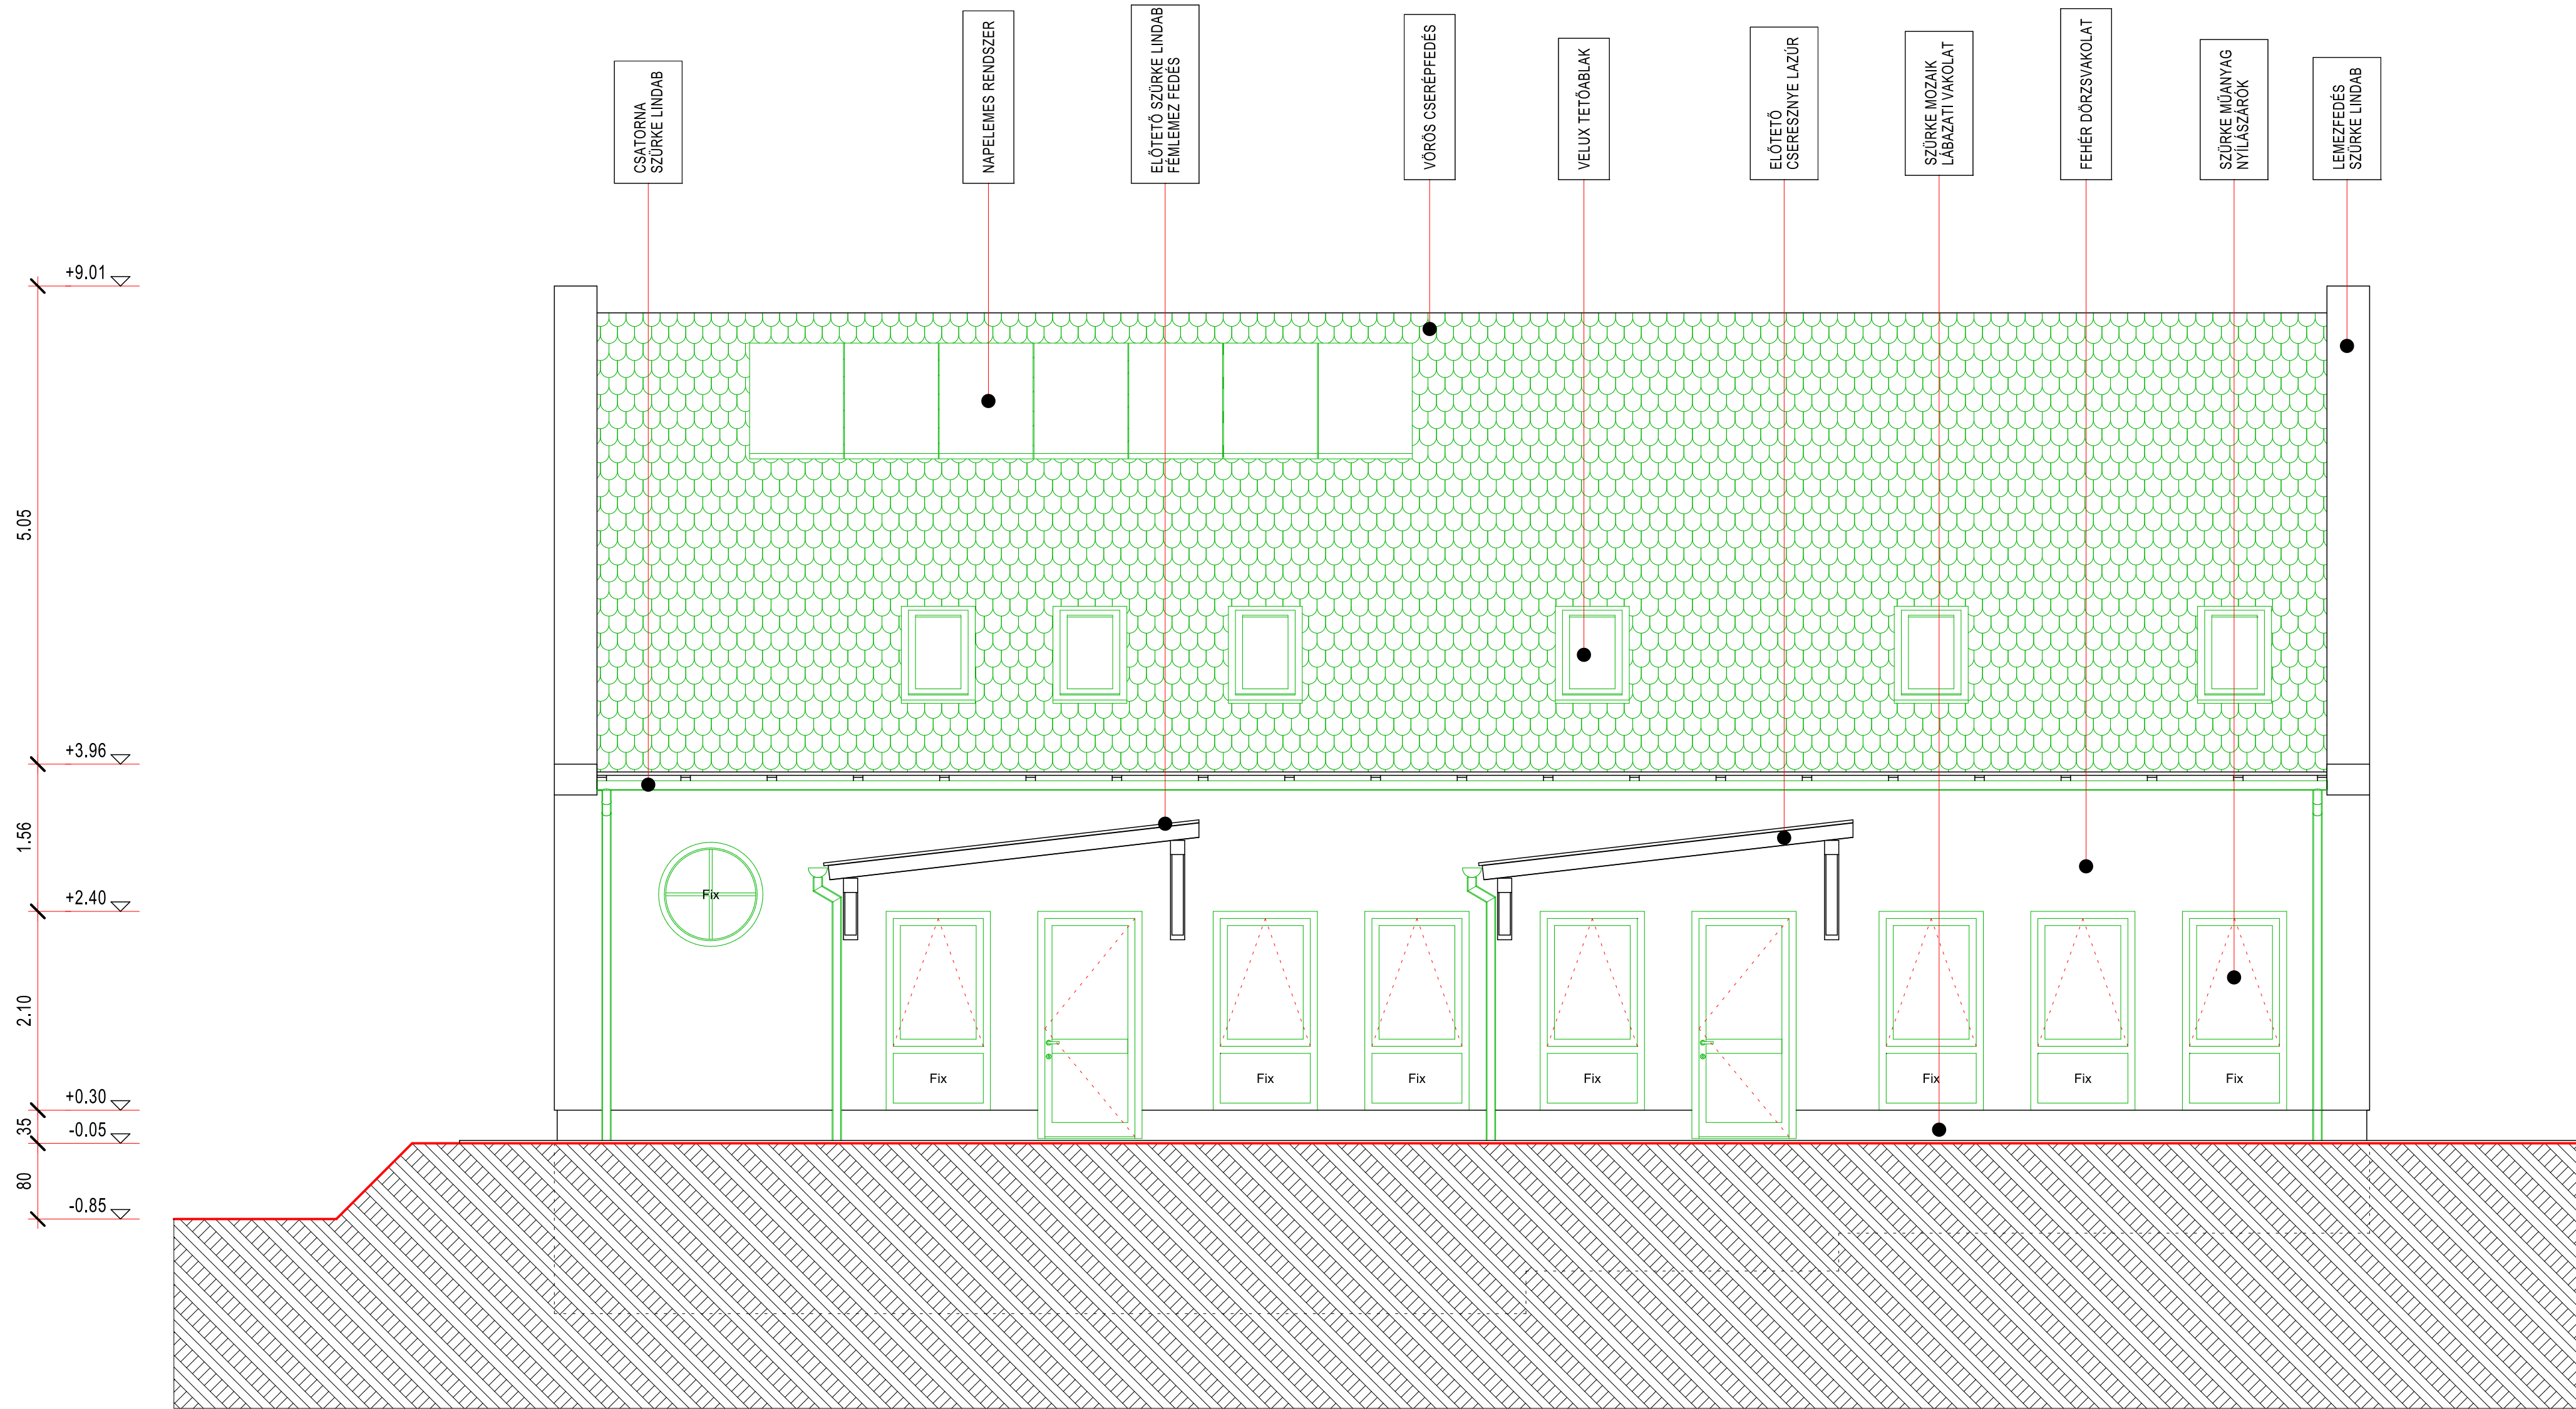 CSATORNA
SZÜRKE LINDAB
NAPELEMES RENDSZER
ELŐTETŐ SZÜRKE LINDAB
FÉMLEMEZ FEDÉS
VÖRÖS CSERÉPFEDÉS
VELUX TETŐABLAK
ELŐTETŐ
CSERESZNYE LAZÚR
SZÜRKE MOZAIK
LÁBAZATI VAKOLAT
FEHÉR DÖRZSVAKOLAT
SZÜRKE MŰANYAG
NYÍLÁSZÁRÓK
LEMEZFEDÉS
SZÜRKE LINDAB
+9.01
5.05
+3.96
1.56
+2.40
2.10
+0.30
35
-0.05
80
-0.85
Fix
Fix
Fix
Fix
Fix
Fix
Fix
Fix